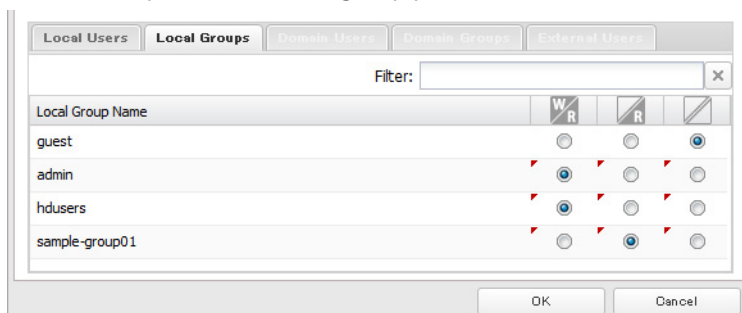 Local Users Local Groups Domain Users Domain Groups External Users
Filter:
Local Group Name W/R R
guest
admin
hdusers
sample-group01
OK Cancel